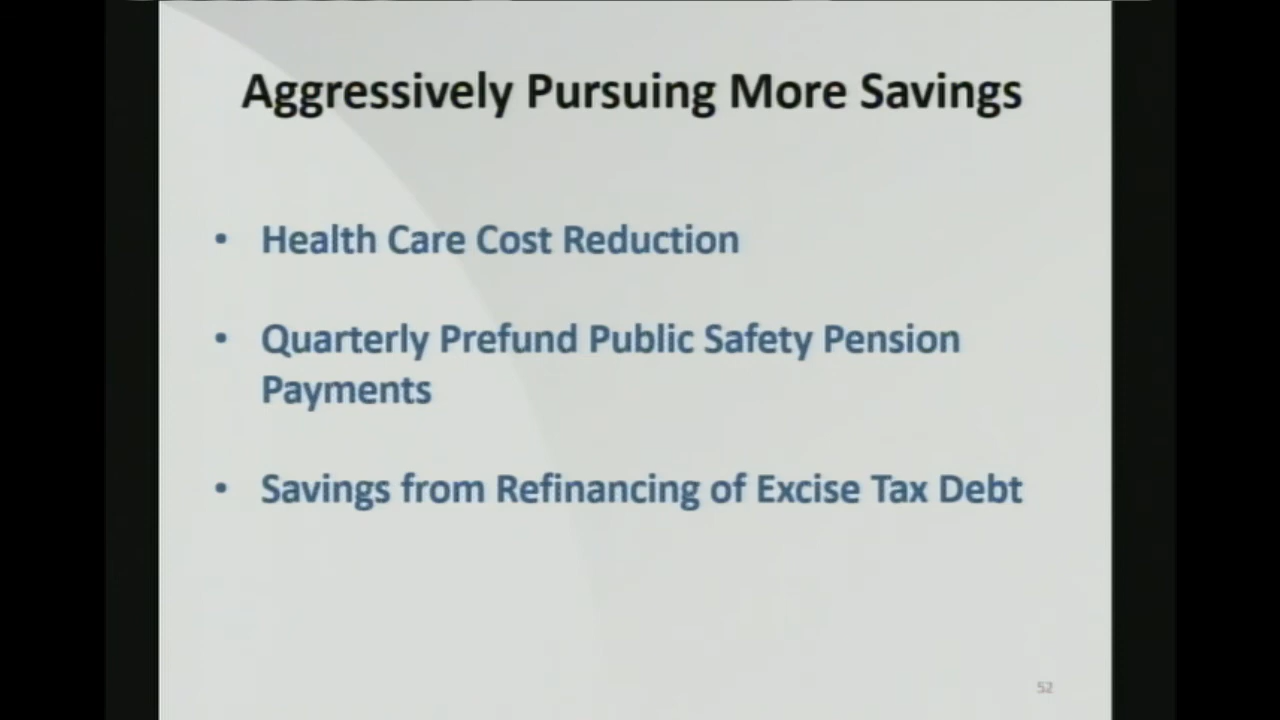 Aggressively Pursuing More Savings
• Health Care Cost Reduction
• Quarterly Prefund Public Safety Pension
Payments
• Savings from Refinancing of Excise Tax Debt
52